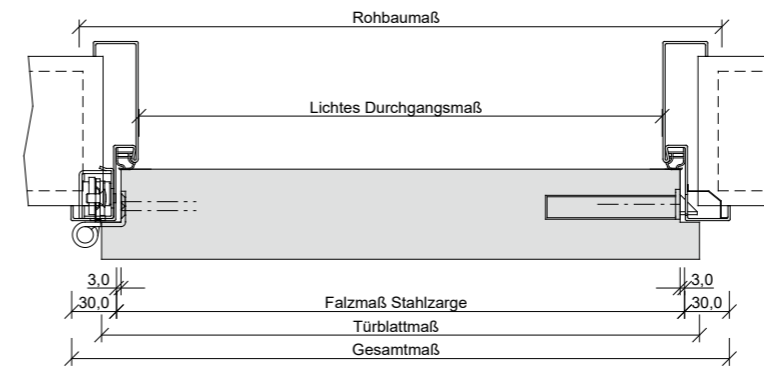 Rohbaumaß
Lichtes Durchgangsmaß
3,0 3,0
30,0 Falzmaß Stahlzarge 30,0
Türblattmaß
Gesamtmaß